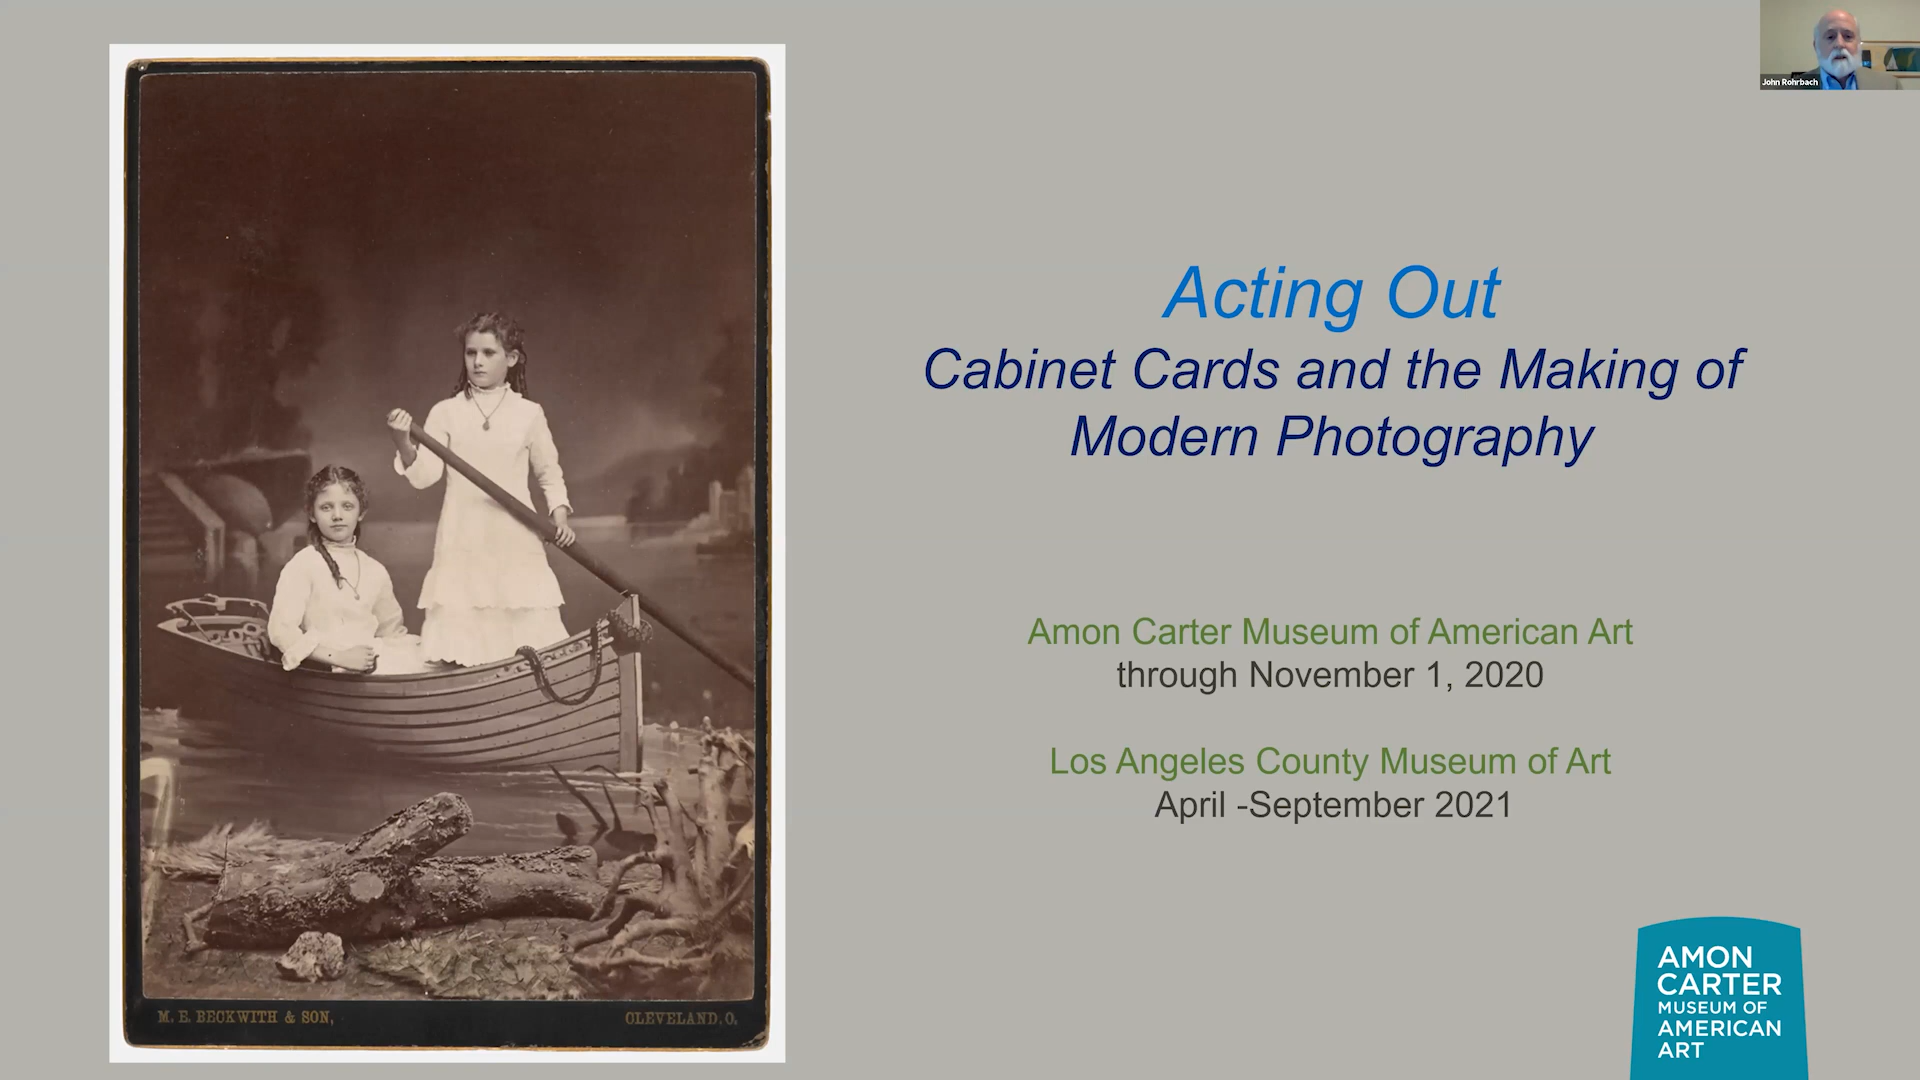 John Rohrbach
Acting Out
Cabinet Cards and the Making of
Modern Photography
Amon Carter Museum of American Art
through November 1, 2020
Los Angeles County Museum of Art
April -September 2021
M. E. BECKWITH & SON,
CLEVELAND, O.
AMON
CARTER
MUSEUM OF
AMERICAN
ART